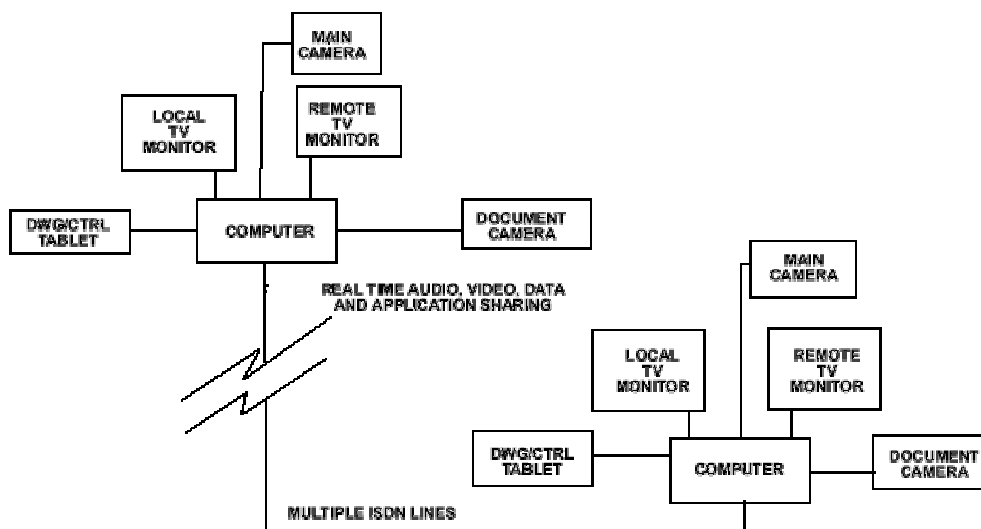 MAIN
CAMERA
LOCAL
TV
MONITOR
REMOTE
TV
MONITOR
DWG/CTRL
TABLET
COMPUTER
DOCUMENT
CAMERA
REAL TIME AUDIO, VIDEO, DATA
AND APPLICATION SHARING
MAIN
CAMERA
LOCAL
TV
MONITOR
REMOTE
TV
MONITOR
DWG/CTRL
TABLET
COMPUTER
DOCUMENT
CAMERA
MULTIPLE ISDN LINES